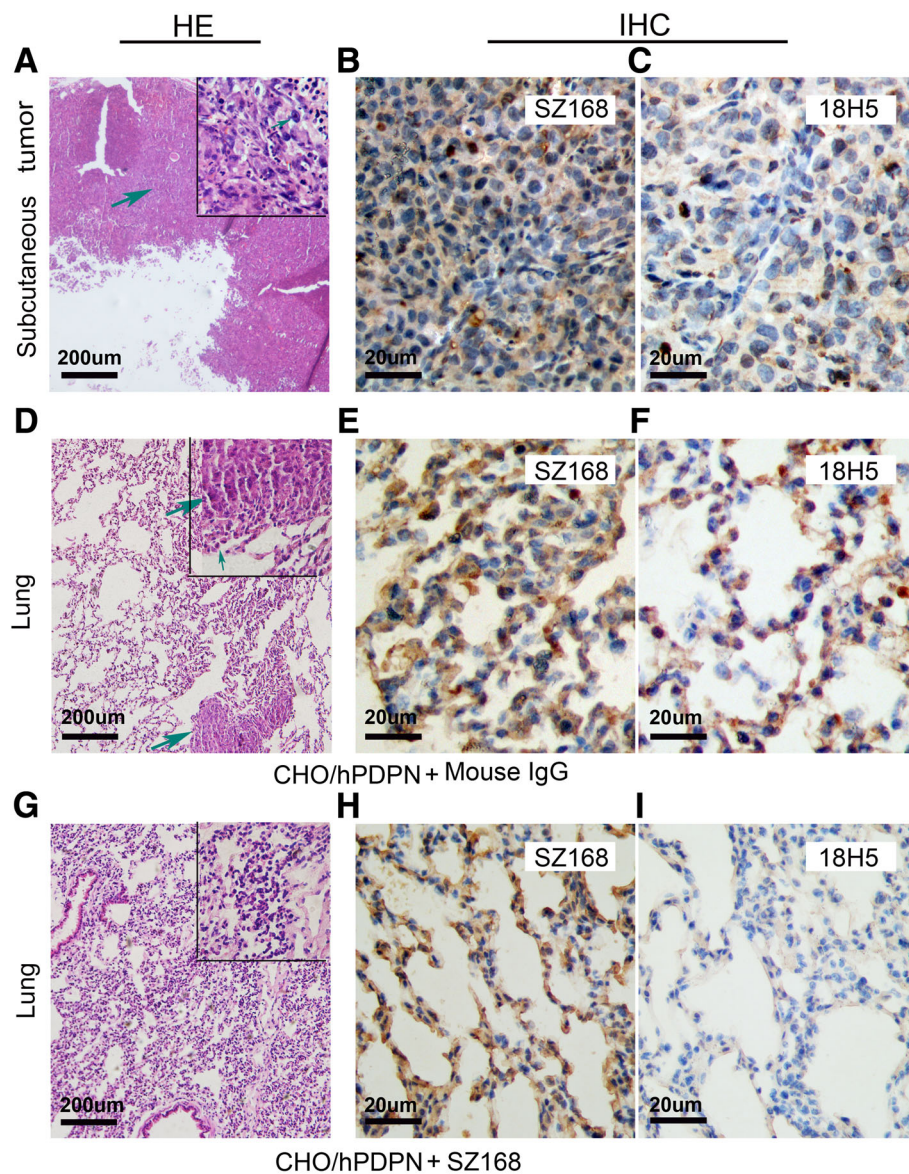 HE IHC
A B C
Subcutaneous tumor
SZ168 18H5
200um 20um 20um
D E F
Lung
SZ168 18H5
200um 20um 20um
CHO/hPDPN + Mouse IgG
G H I
Lung
SZ168 18H5
200um 20um 20um
CHO/hPDPN + SZ168